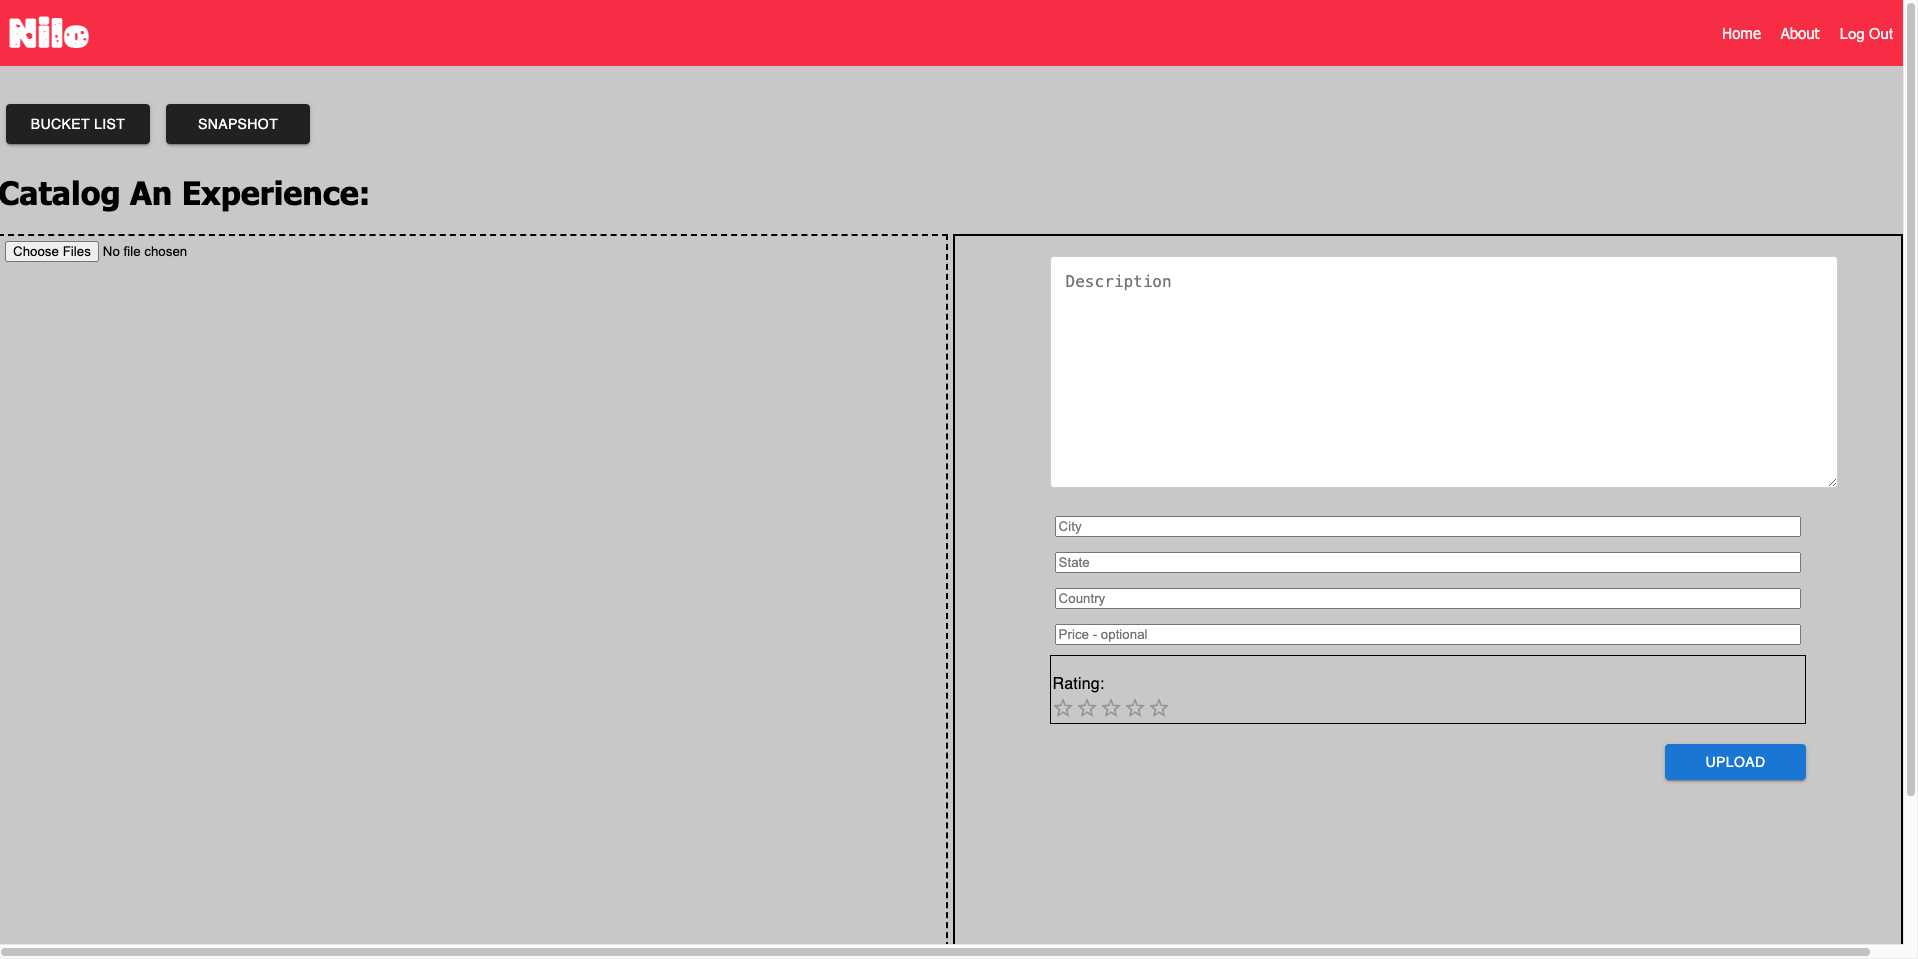 Nilo
Home About Log Out
BUCKET LIST SNAPSHOT
Catalog An Experience:
Choose Files No file chosen
Description
City
State
Country
Price - optional
Rating:
UPLOAD